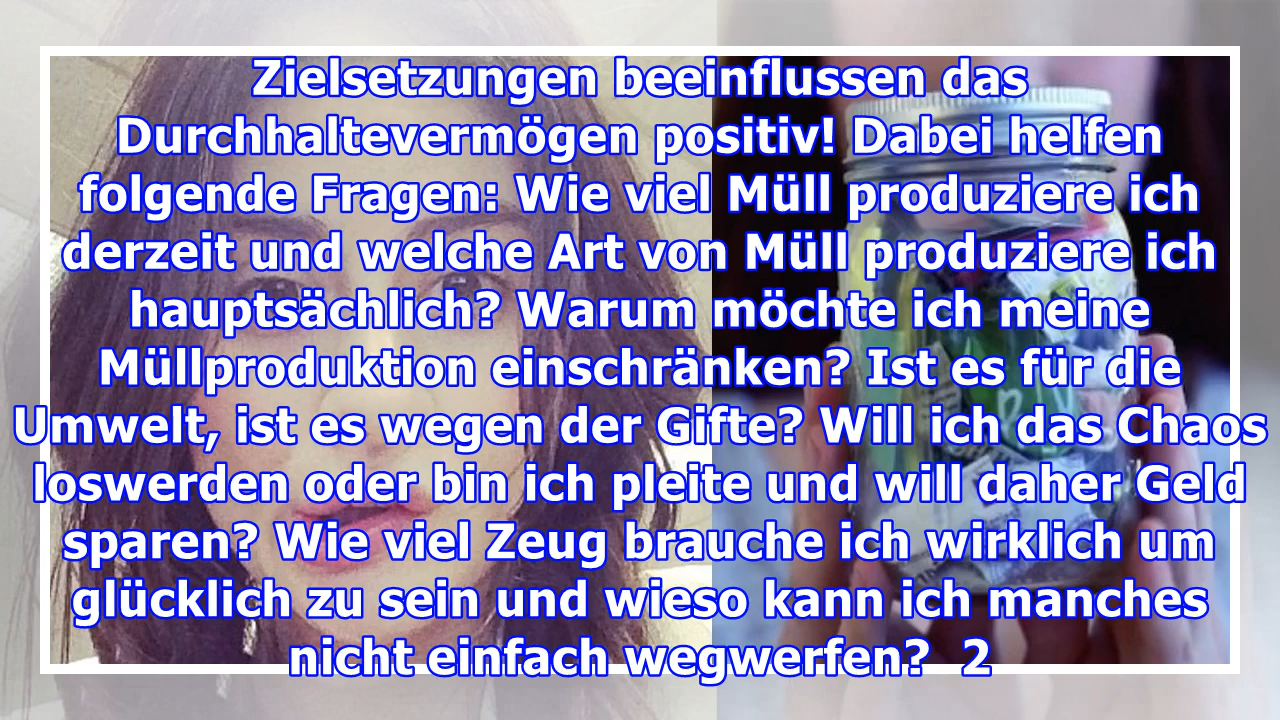 Zielsetzungen beeinflussen das
Durchhaltevermögen positiv! Dabei helfen
folgende Fragen: Wie viel Müll produziere ich
derzeit und welche Art von Müll produziere ich
hauptsächlich? Warum möchte ich meine
Müllproduktion einschränken? Ist es für die
Umwelt, ist es wegen der Gifte? Will ich das Chaos
loswerden oder bin ich pleite und will daher Geld
sparen? Wie viel Zeug brauche ich wirklich um
glücklich zu sein und wieso kann ich manches
nicht einfach wegwerfen? 2